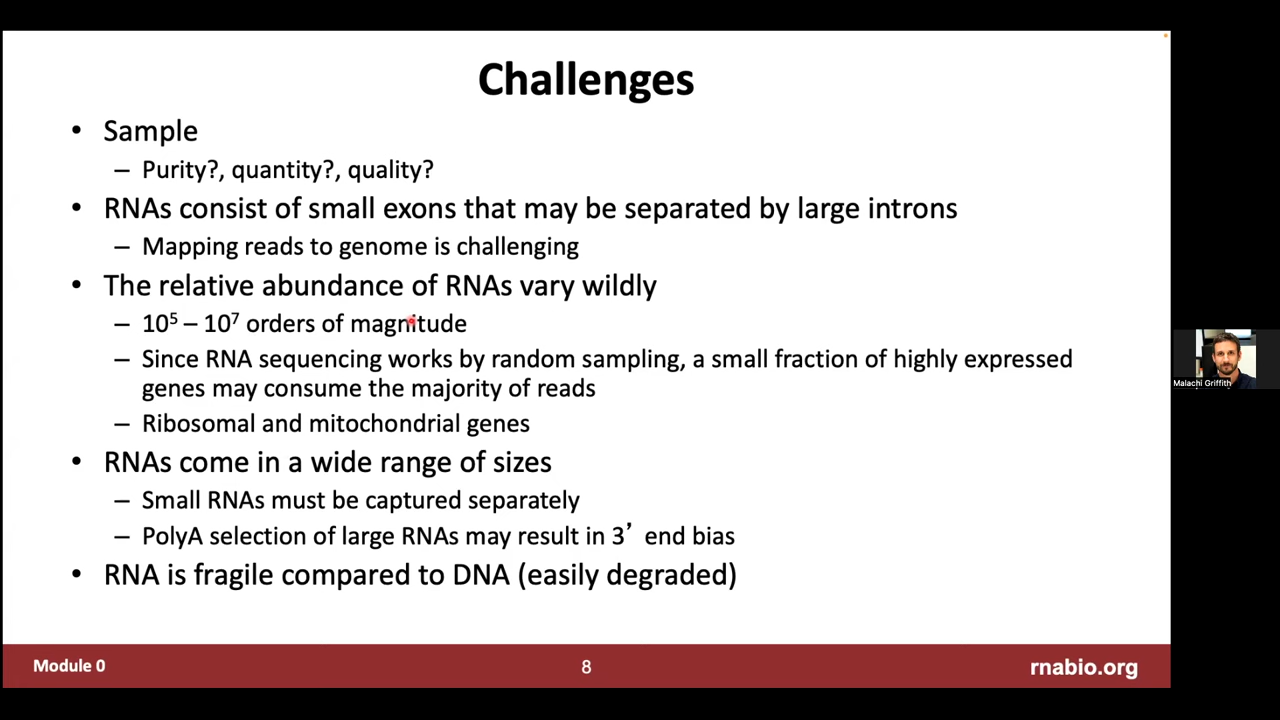 Challenges
• Sample
– Purity?, quantity?, quality?
• RNAs consist of small exons that may be separated by large introns
– Mapping reads to genome is challenging
• The relative abundance of RNAs vary wildly
– 10⁵ – 10⁷ orders of magnitude
– Since RNA sequencing works by random sampling, a small fraction of highly expressed
genes may consume the majority of reads
– Ribosomal and mitochondrial genes
• RNAs come in a wide range of sizes
– Small RNAs must be captured separately
– PolyA selection of large RNAs may result in 3’ end bias
• RNA is fragile compared to DNA (easily degraded)
Module 0
8
rnabio.org
Malachi Griffith